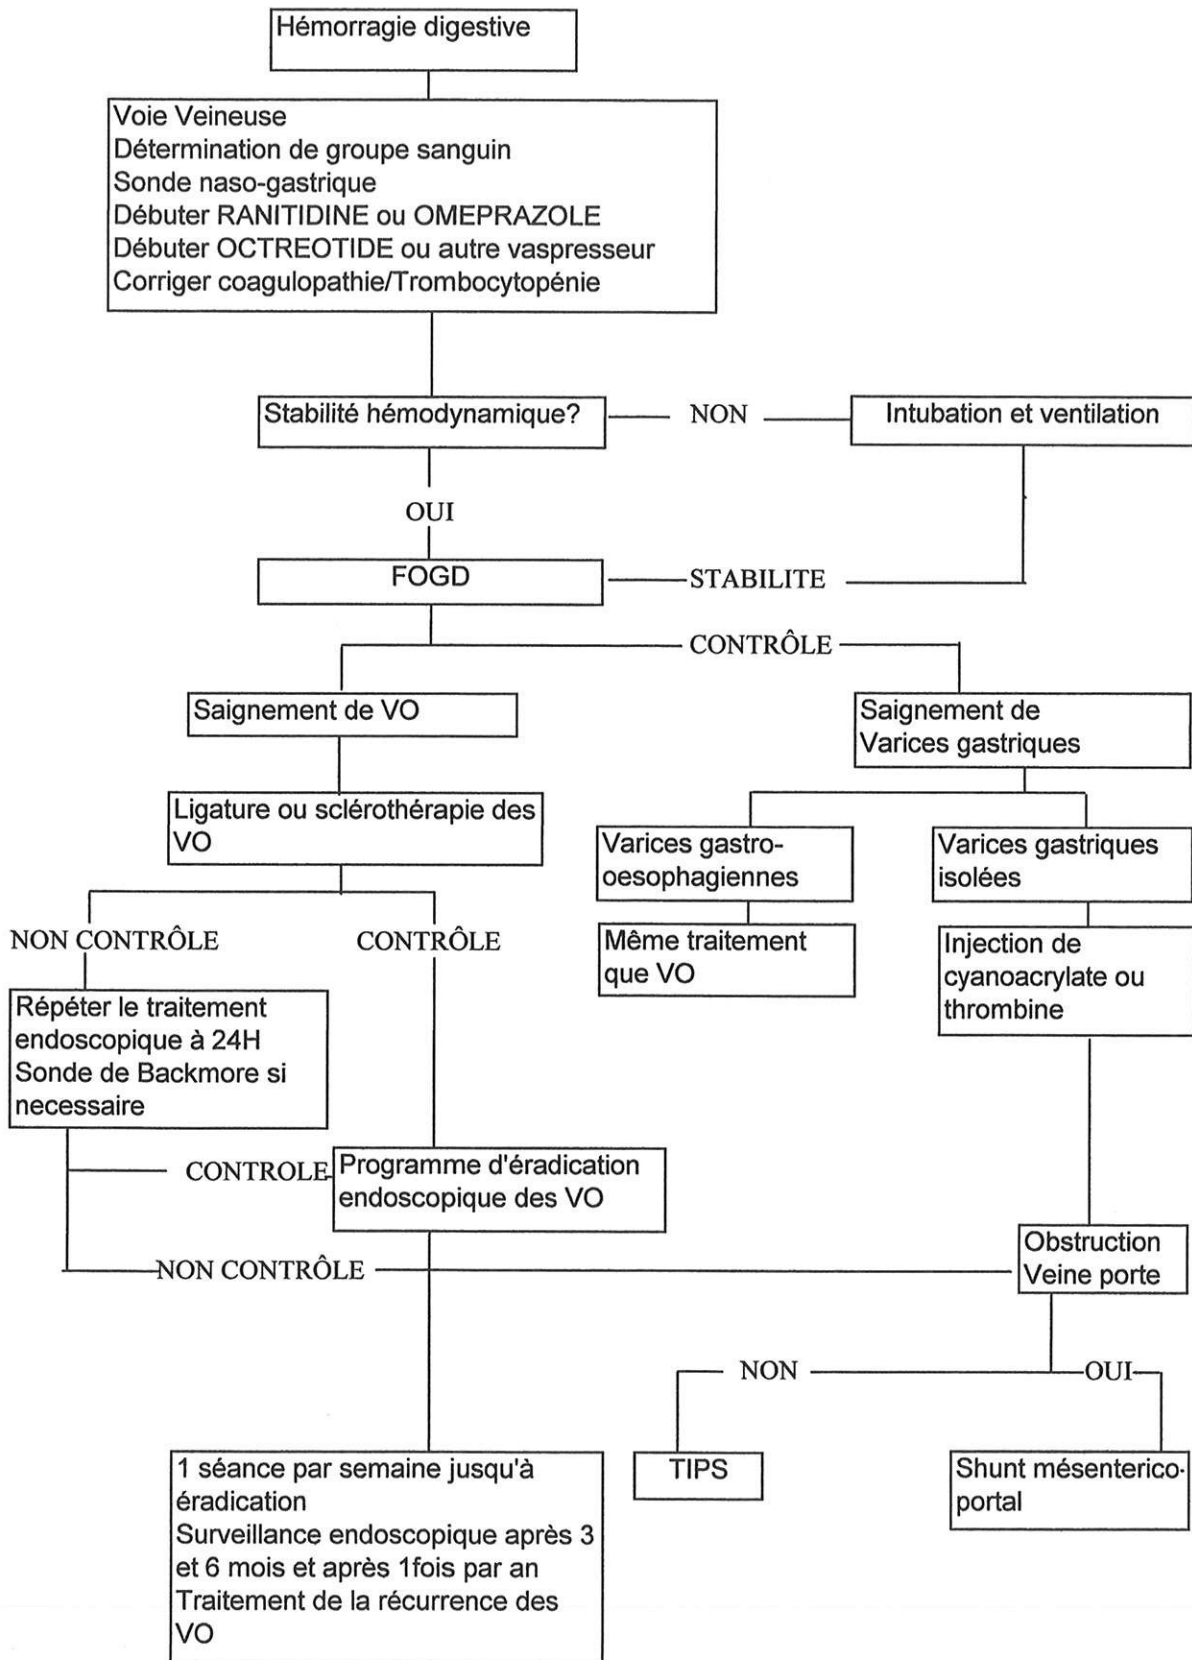 Hémorragie digestive
Voie Veineuse
Détermination de groupe sanguin
Sonde naso-gastrique
Débuter RANITIDINE ou OMEPRAZOLE
Débuter OCTREOTIDE ou autre vaspresseur
Corriger coagulopathie/Trombocytopénie
Stabilité hémodynamique?
NON
Intubation et ventilation
OUI
FOGD
STABILITE
CONTRÔLE
Saignement de VO
Saignement de
Varices gastriques
Ligature ou sclérothérapie des
VO
Varices gastro-
oesophagiennes
Varices gastriques
isolées
NON CONTRÔLE
CONTRÔLE
Même traitement
que VO
Injection de
cyanoacrylate ou
thrombine
Répéter le traitement
endoscopique à 24H
Sonde de Backmore si
necessaire
CONTROLE
Programme d'éradication
endoscopique des VO
NON CONTRÔLE
Obstruction
Veine porte
NON
OUI
1 séance par semaine jusqu'à
éradication
Surveillance endoscopique après 3
et 6 mois et après 1fois par an
Traitement de la récurrence des
VO
TIPS
Shunt mésenterico-
portal